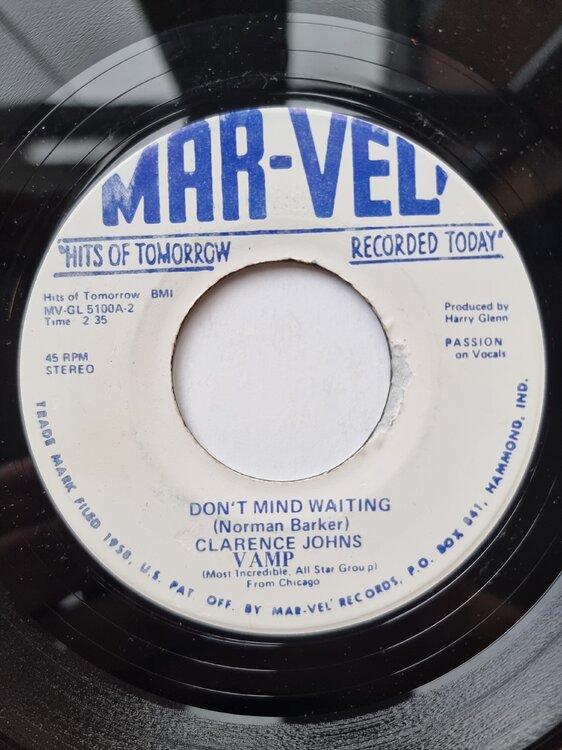 MAR-VEL'
"HITS OF TOMORROW RECORDED TODAY"
Hits of Tomorrow BMI
MV-GL 5100A-2
Time 2 35
45 RPM
STEREO
Produced by
Harry Glenn
PASSION
on Vocals
DON'T MIND WAITING
(Norman Barker)
CLARENCE JOHNS
VAMP
(Most Incredible, All Star Group)
From Chicago
TRADE MARK FILED 1958, U.S. PAT OFF. BY MAR-VEL' RECORDS, P.O. BOX 841, HAMMOND, IND.